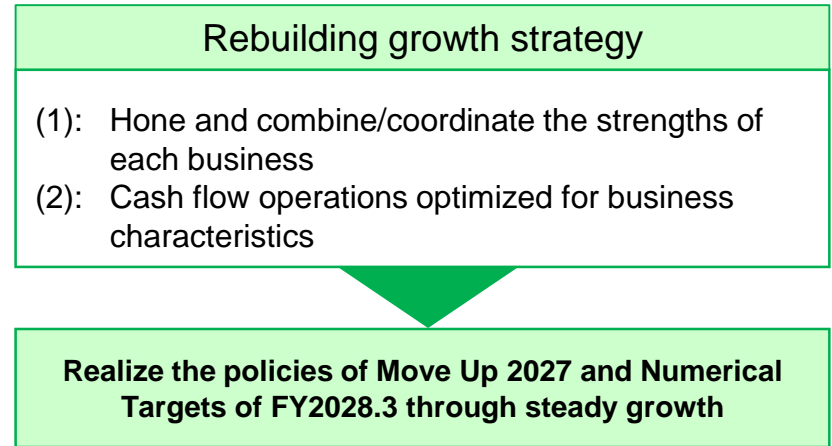 Rebuilding growth strategy
(1): Hone and combine/coordinate the strengths of
each business
(2): Cash flow operations optimized for business
characteristics
Realize the policies of Move Up 2027 and Numerical
Targets of FY2028.3 through steady growth